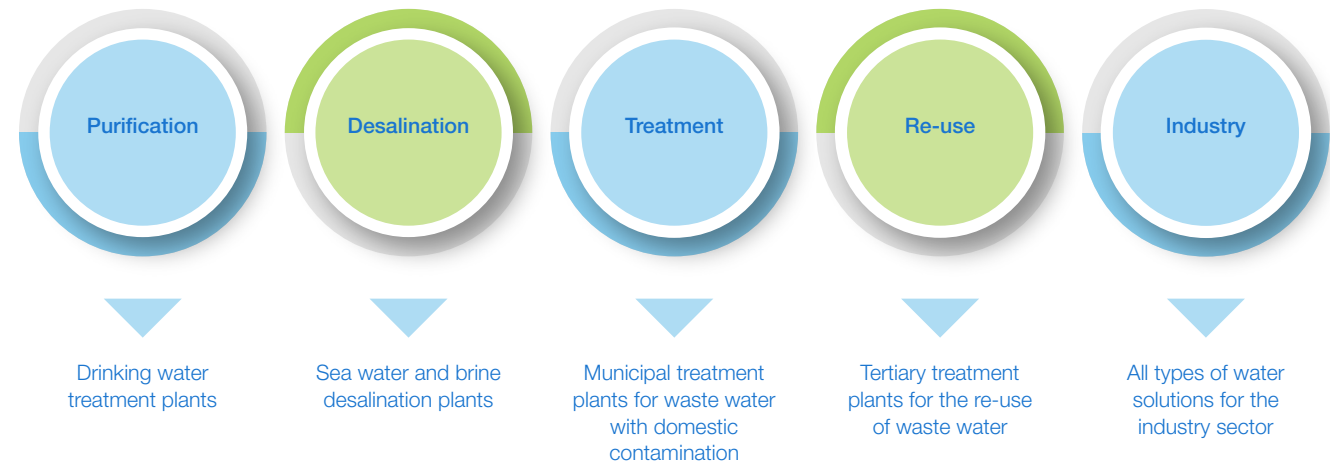 Purification
Desalination
Treatment
Re-use
Industry
Drinking water
treatment plants
Sea water and brine
desalination plants
Municipal treatment
plants for waste water
with domestic
contamination
Tertiary treatment
plants for the re-use
of waste water
All types of water
solutions for the
industry sector